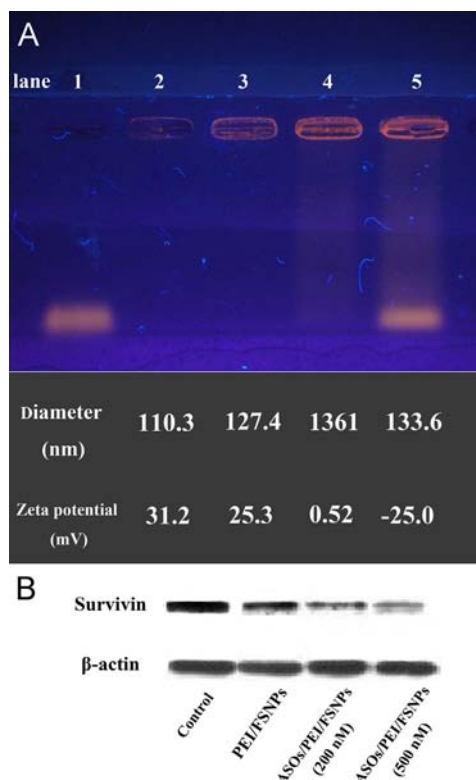 A
lane 1 2 3 4 5
Diameter
(nm)
110.3 127.4 1361 133.6
Zeta potential
(mV)
31.2 25.3 0.52 -25.0
B
Survivin
β-actin
Control
PEI/FSNPs
ASOs/PEI/FSNPs
(200 nM)
ASOs/PEI/FSNPs
(500 nM)